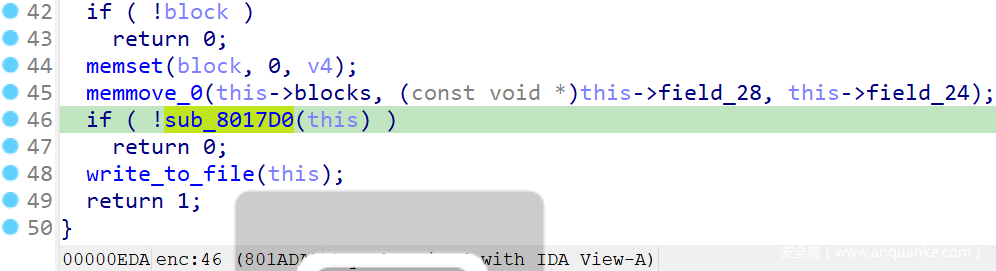 42 if ( !block )
43 return 0;
44 memset(block, 0, v4);
45 memmove_0(this->blocks, (const void *)this->field_28, this->field_24);
46 if ( !sub_8017D0(this) )
47 return 0;
48 write_to_file(this);
49 return 1;
50 }
00000EDA enc:46 (801ADA) with IDA View-A)
安全客（www.anquanke.com）